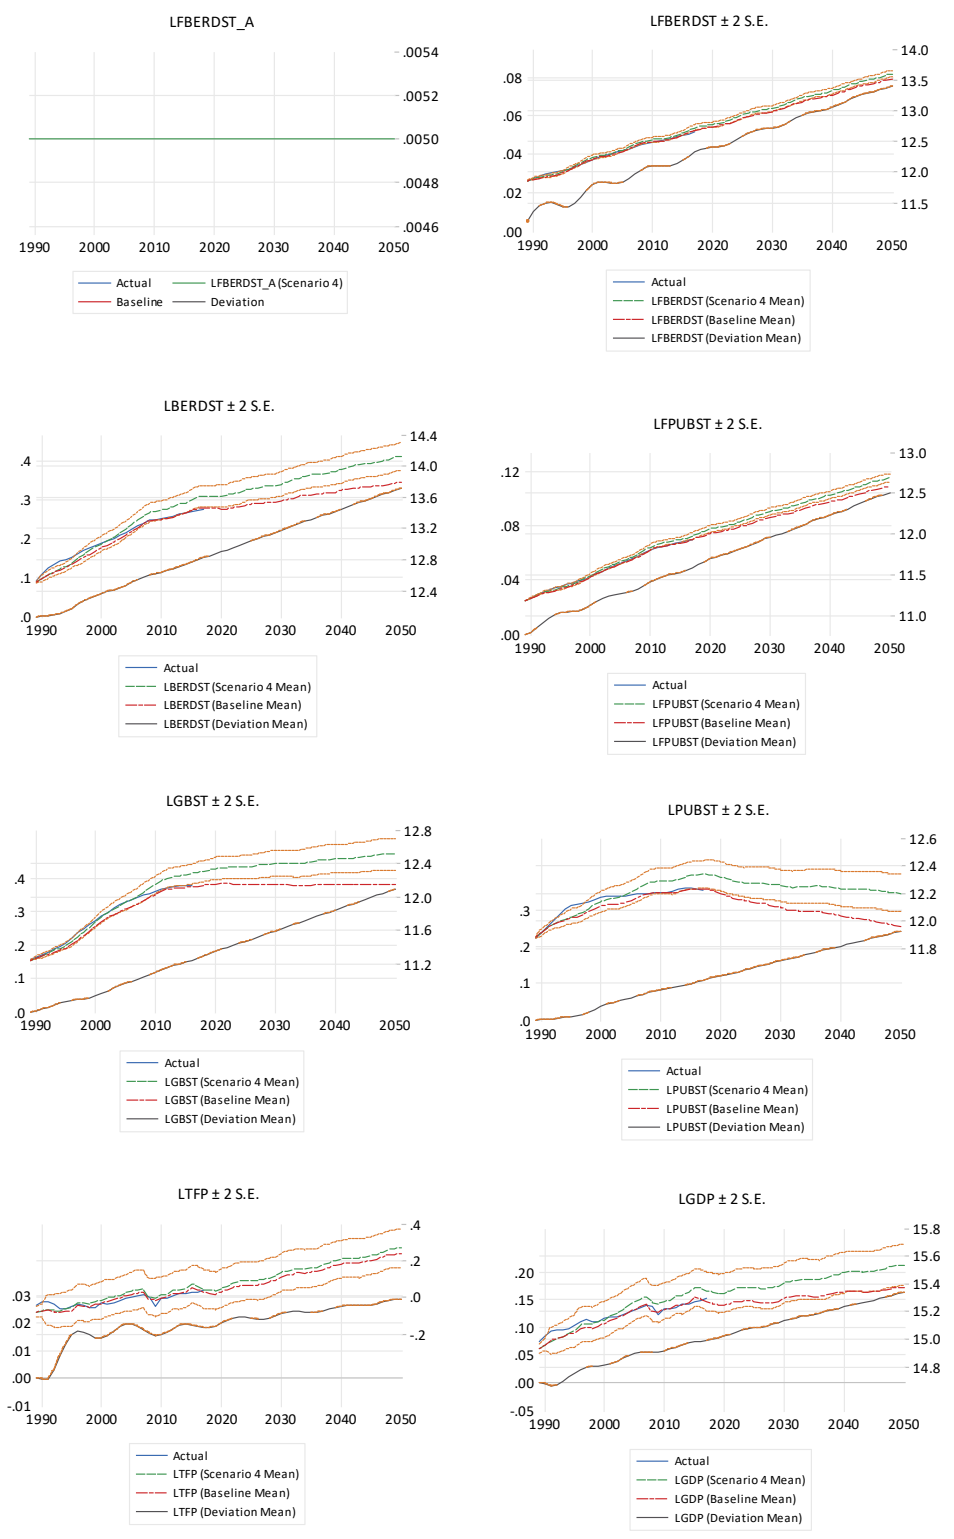 LFBERDST_A
.0054
.0052
.0050
.0048
.0046
1990 2000 2010 2020 2030 2040 2050
Actual LFBERDST_A (Scenario 4)
Baseline Deviation
LFBERDST ± 2 S.E.
14.0
.08 13.5
.06 13.0
12.5
.04 12.0
.02 11.5
.00
1990 2000 2010 2020 2030 2040 2050
Actual
LFBERDST (Scenario 4 Mean)
LFBERDST (Baseline Mean)
LFBERDST (Deviation Mean)
LBERDST ± 2 S.E.
14.4
.4 14.0
.3 13.6
.2 13.2
.1 12.8
12.4
.0
1990 2000 2010 2020 2030 2040 2050
Actual
LBERDST (Scenario 4 Mean)
LBERDST (Baseline Mean)
LBERDST (Deviation Mean)
LFPUBST ± 2 S.E.
13.0
.12 12.5
.08 12.0
.04 11.5
11.0
.00
1990 2000 2010 2020 2030 2040 2050
Actual
LFPUBST (Scenario 4 Mean)
LFPUBST (Baseline Mean)
LFPUBST (Deviation Mean)
LGBST ± 2 S.E.
12.8
12.4
.4 12.0
.3 11.6
.2 11.2
.1
.0
1990 2000 2010 2020 2030 2040 2050
Actual
LGBST (Scenario 4 Mean)
LGBST (Baseline Mean)
LGBST (Deviation Mean)
LPUBST ± 2 S.E.
12.6
12.4
12.2
.3 12.0
.2 11.8
.1
.0
1990 2000 2010 2020 2030 2040 2050
Actual
LPUBST (Scenario 4 Mean)
LPUBST (Baseline Mean)
LPUBST (Deviation Mean)
LTFP ± 2 S.E.
.4
.2
.03 .0
.02 -.2
.01
.00
-.01
1990 2000 2010 2020 2030 2040 2050
Actual
LTFP (Scenario 4 Mean)
LTFP (Baseline Mean)
LTFP (Deviation Mean)
LGDP ± 2 S.E.
15.8
15.6
.20 15.4
.15 15.2
.10 15.0
.05 14.8
.00
-.05
1990 2000 2010 2020 2030 2040 2050
Actual
LGDP (Scenario 4 Mean)
LGDP (Baseline Mean)
LGDP (Deviation Mean)